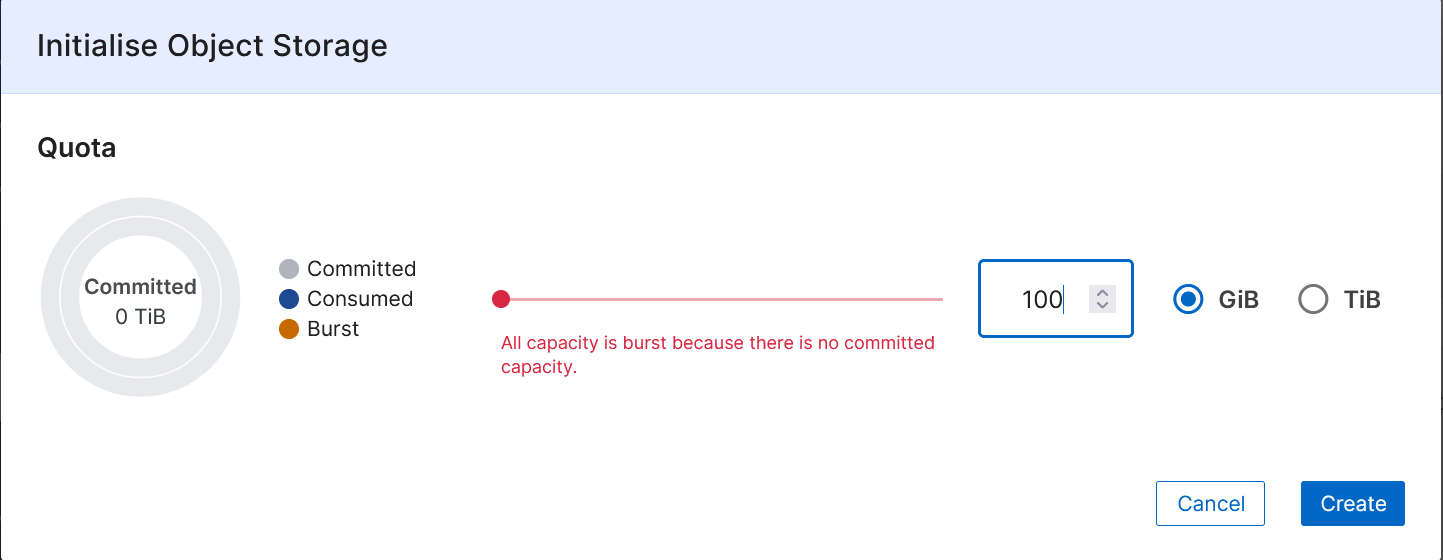 Initialise Object Storage
Quota
Committed
0 TiB
Committed
Consumed
Burst
All capacity is burst because there is no committed
capacity.
100
GiB
TiB
Cancel
Create